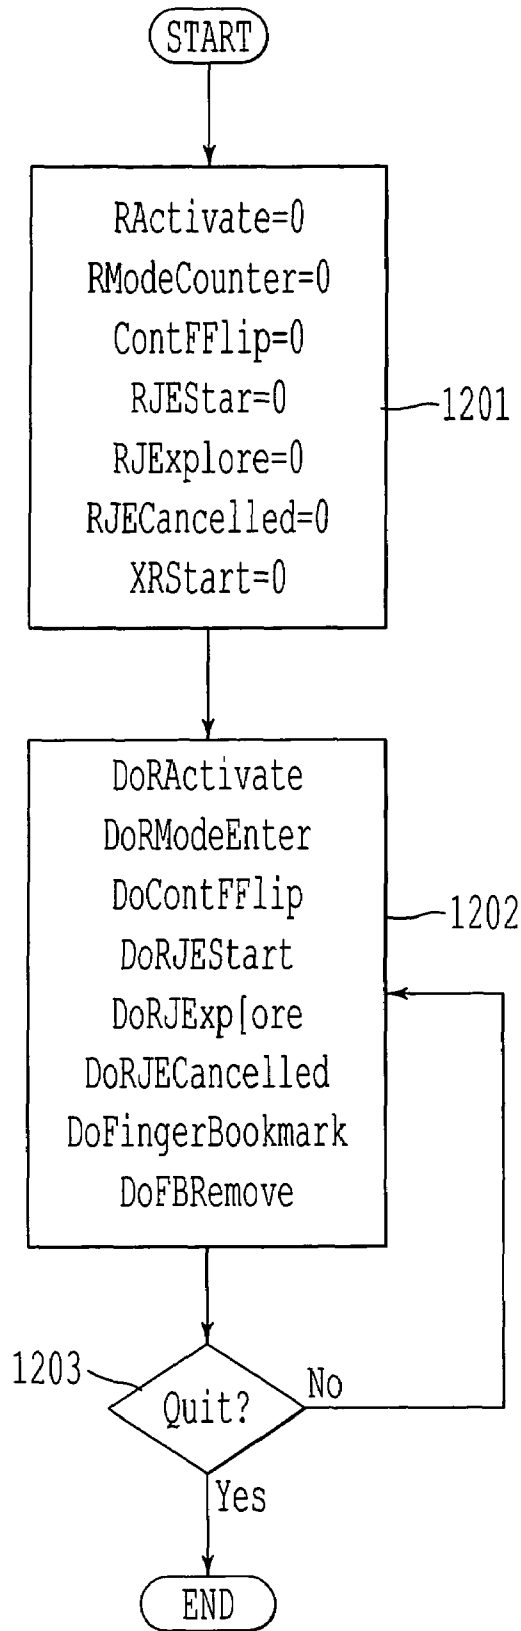 START
RActivate=0
RModeCounter=0
ContFFlip=0
RJEStar=0
RJExplore=0
RJECancelled=0
XRStart=0
1201
DoRActivate
DoRModeEnter
DoContFFlip
DoRJEStart
DoRJExp[ore
DoRJECancelled
DoFingerBookmark
DoFBRemove
1202
1203
Quit?
No
Yes
END